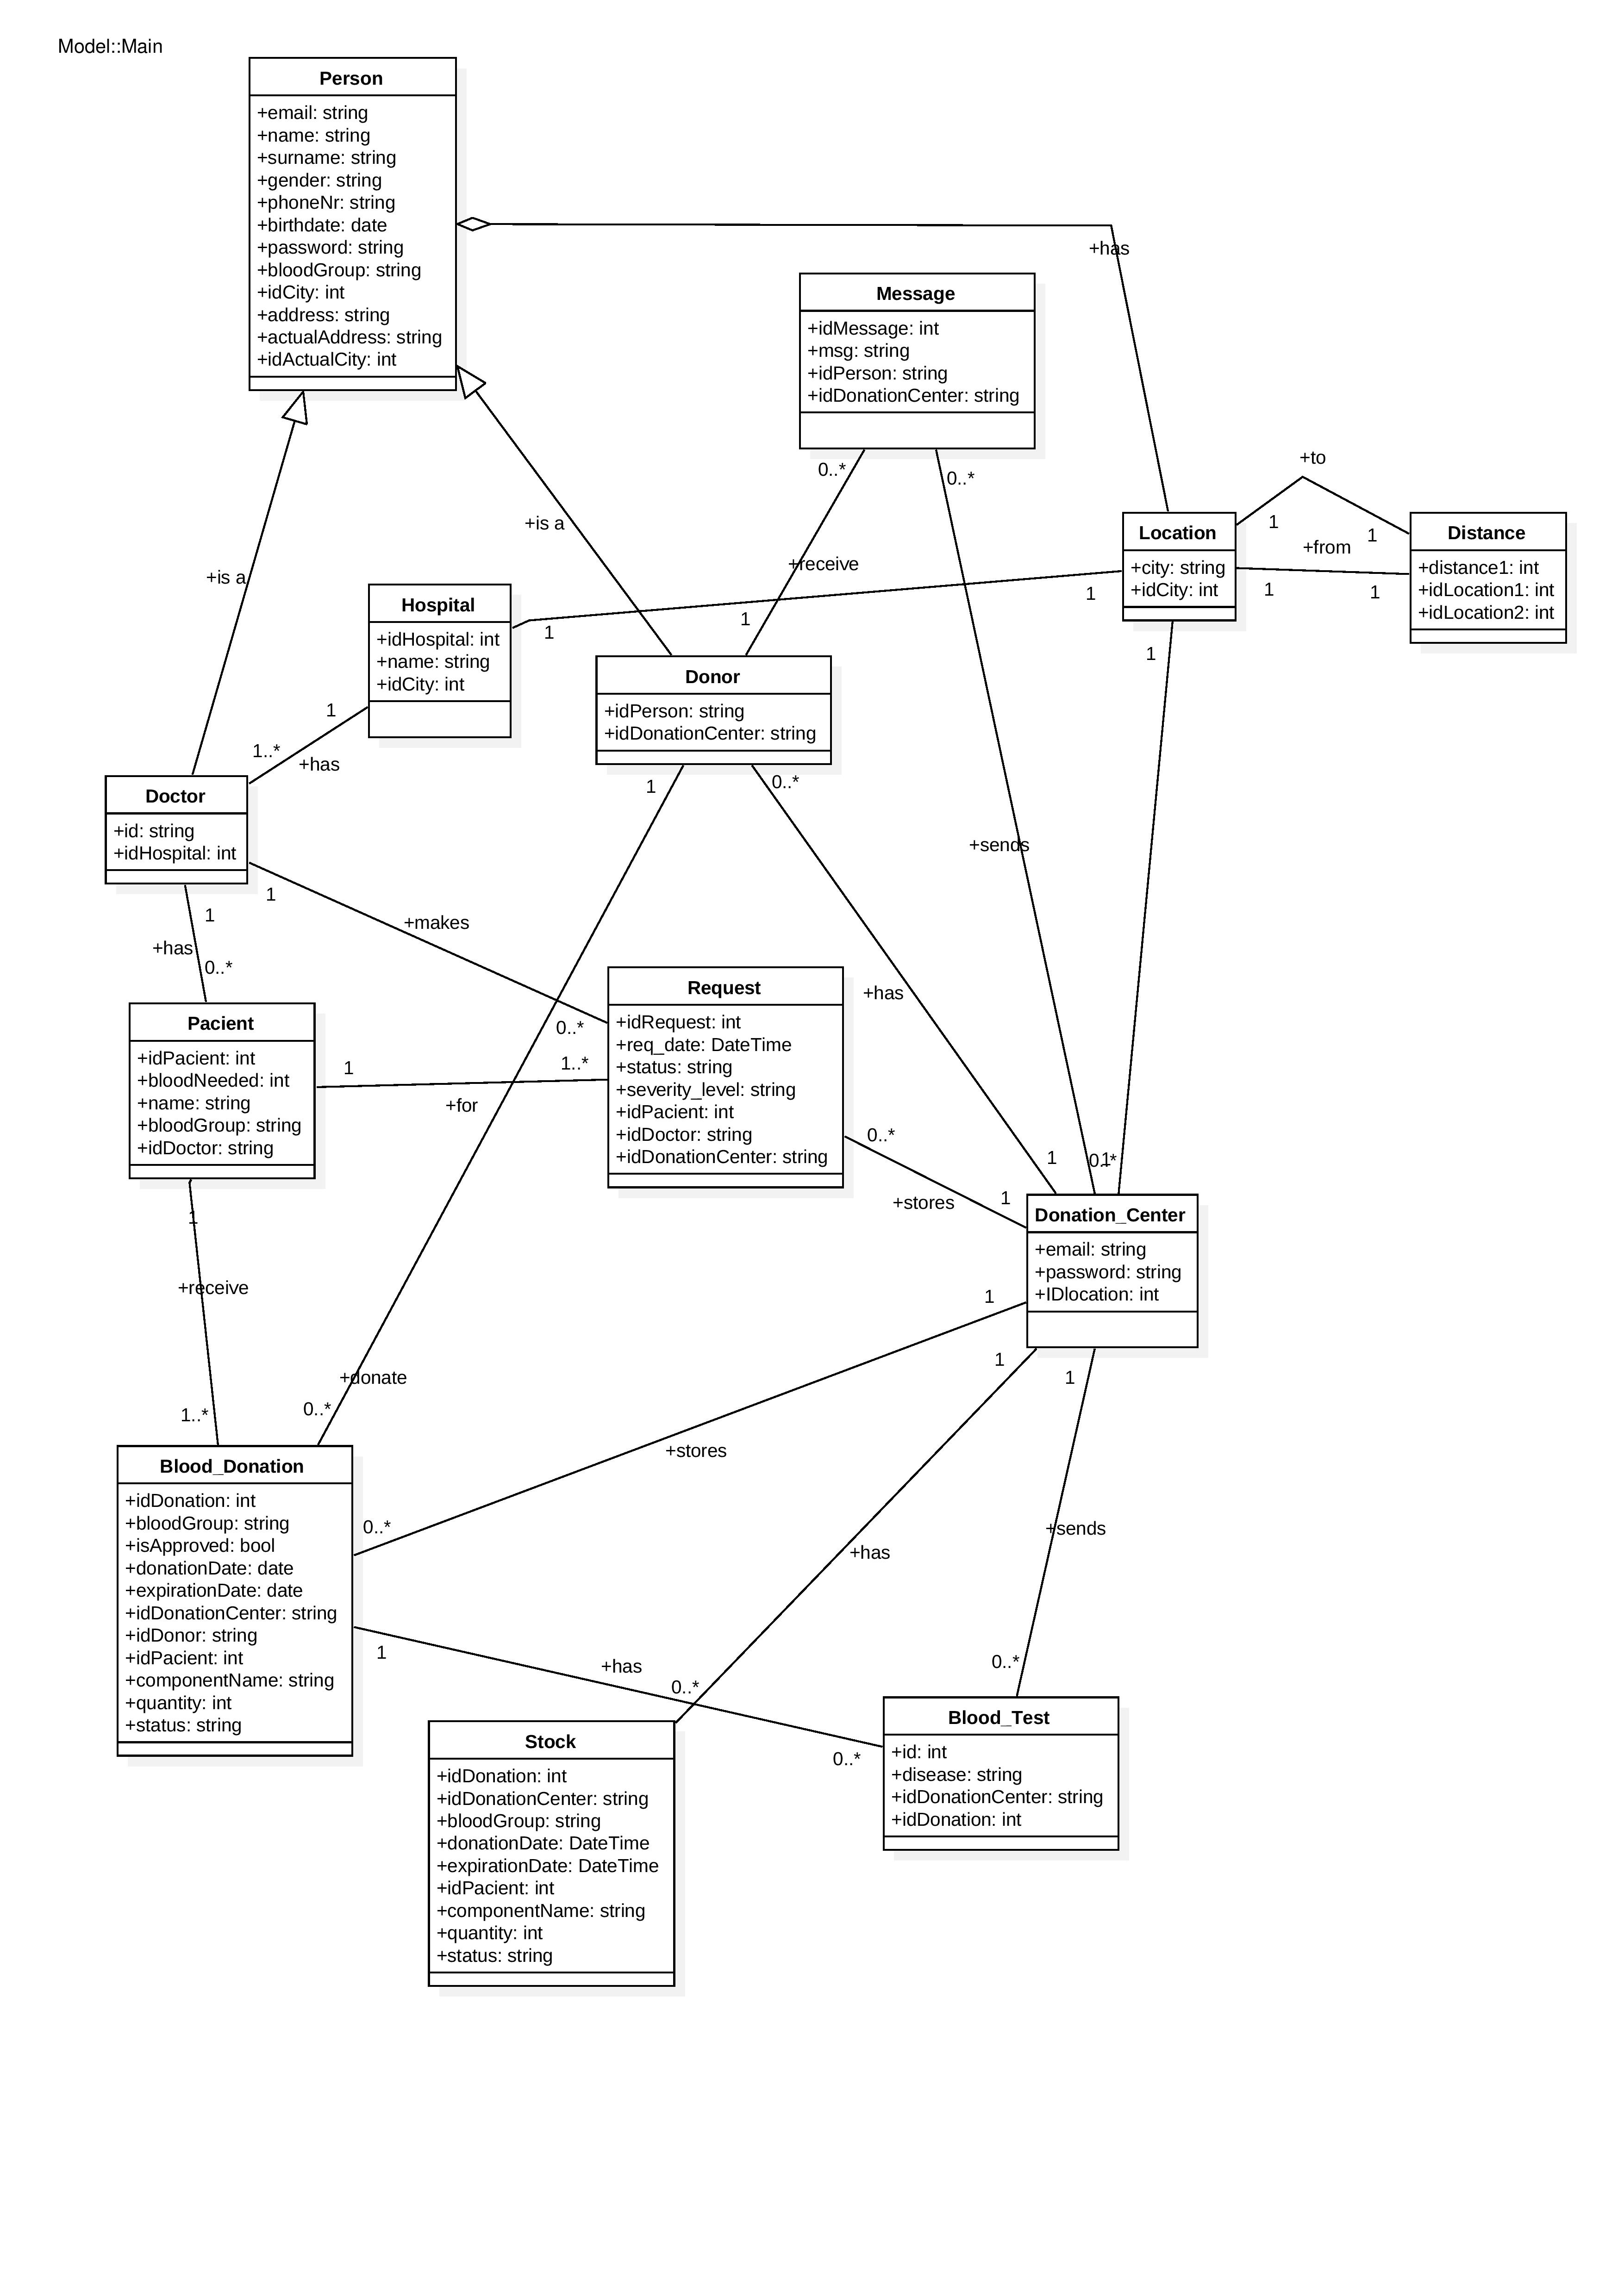 Model::Main
Person
+email: string
+name: string
+surname: string
+gender: string
+phoneNr: string
+birthdate: date
+password: string
+bloodGroup: string
+idCity: int
+address: string
+actualAddress: string
+idActualCity: int
+has
Message
+idMessage: int
+msg: string
+idPerson: string
+idDonationCenter: string
0..*
0..*
+to
Location
+city: string
+idCity: int
1
1
+from
1
1
Distance
+distance1: int
+idLocation1: int
+idLocation2: int
+is a
+is a
+receive
1
1
1
1
Hospital
+idHospital: int
+name: string
+idCity: int
Donor
+idPerson: string
+idDonationCenter: string
1
1..*
+has
1
0..*
Doctor
+id: string
+idHospital: int
+sends
1
+makes
1
+has
0..*
+has
Pacient
+idPacient: int
+bloodNeeded: int
+name: string
+bloodGroup: string
+idDoctor: string
Request
+idRequest: int
+req_date: DateTime
+status: string
+severity_level: string
+idPacient: int
+idDoctor: string
+idDonationCenter: string
0..*
1..*
1
+for
0..*
1
+stores
1
0..*
1
Donation_Center
+email: string
+password: string
+IDlocation: int
1
+receive
1
1
1
+donate
1..*
0..*
Blood_Donation
+idDonation: int
+bloodGroup: string
+isApproved: bool
+donationDate: date
+expirationDate: date
+idDonationCenter: string
+idDonor: string
+idPacient: int
+componentName: string
+quantity: int
+status: string
+stores
0..*
+sends
+has
1
+has
0..*
0..*
0..*
Stock
+idDonation: int
+idDonationCenter: string
+bloodGroup: string
+donationDate: DateTime
+expirationDate: DateTime
+idPacient: int
+componentName: string
+quantity: int
+status: string
Blood_Test
+id: int
+disease: string
+idDonationCenter: string
+idDonation: int